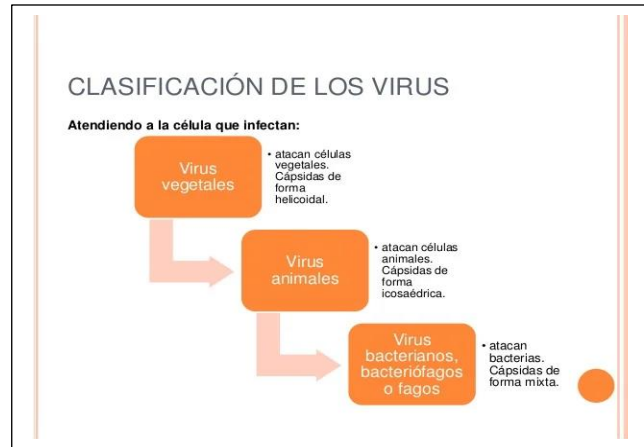 CLASIFICACIÓN DE LOS VIRUS
Atendiendo a la célula que infectan:
Virus
vegetales
• atacan células
vegetales.
Cápsidas de
forma
helicoidal.
Virus
animales
• atacan células
animales.
Cápsidas de
forma
icosaédrica.
Virus
bacterianos,
bacteriófagos
o fagos
• atacan
bacterias.
Cápsidas de
forma mixta.